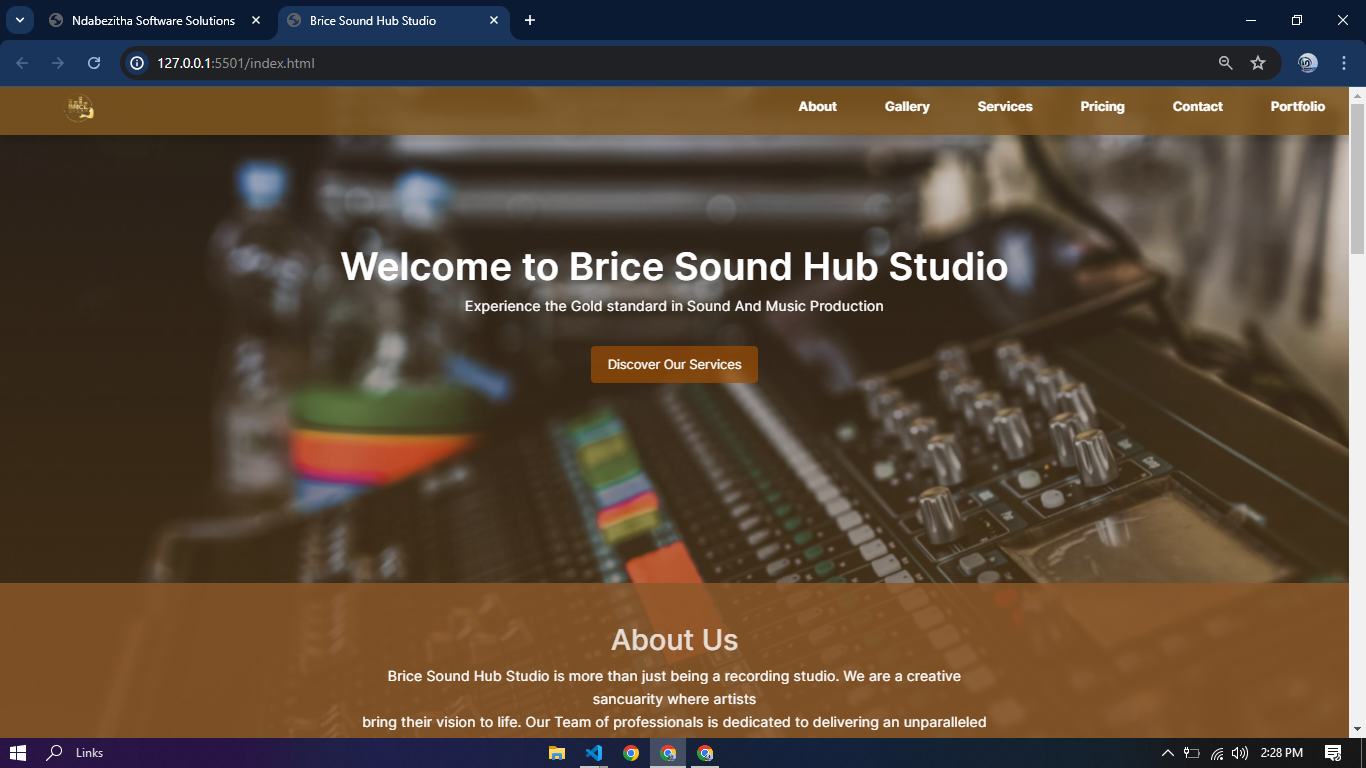 Ndabezitha Software Solutions
Brice Sound Hub Studio
127.0.0.1:5501/index.html
BRICE
About
Gallery
Services
Pricing
Contact
Portfolio
Welcome to Brice Sound Hub Studio
Experience the Gold standard in Sound And Music Production
Discover Our Services
About Us
Brice Sound Hub Studio is more than just being a recording studio. We are a creative
sancuarity where artists
bring their vision to life. Our Team of professionals is dedicated to delivering an unparalleled
Links
2:28 PM